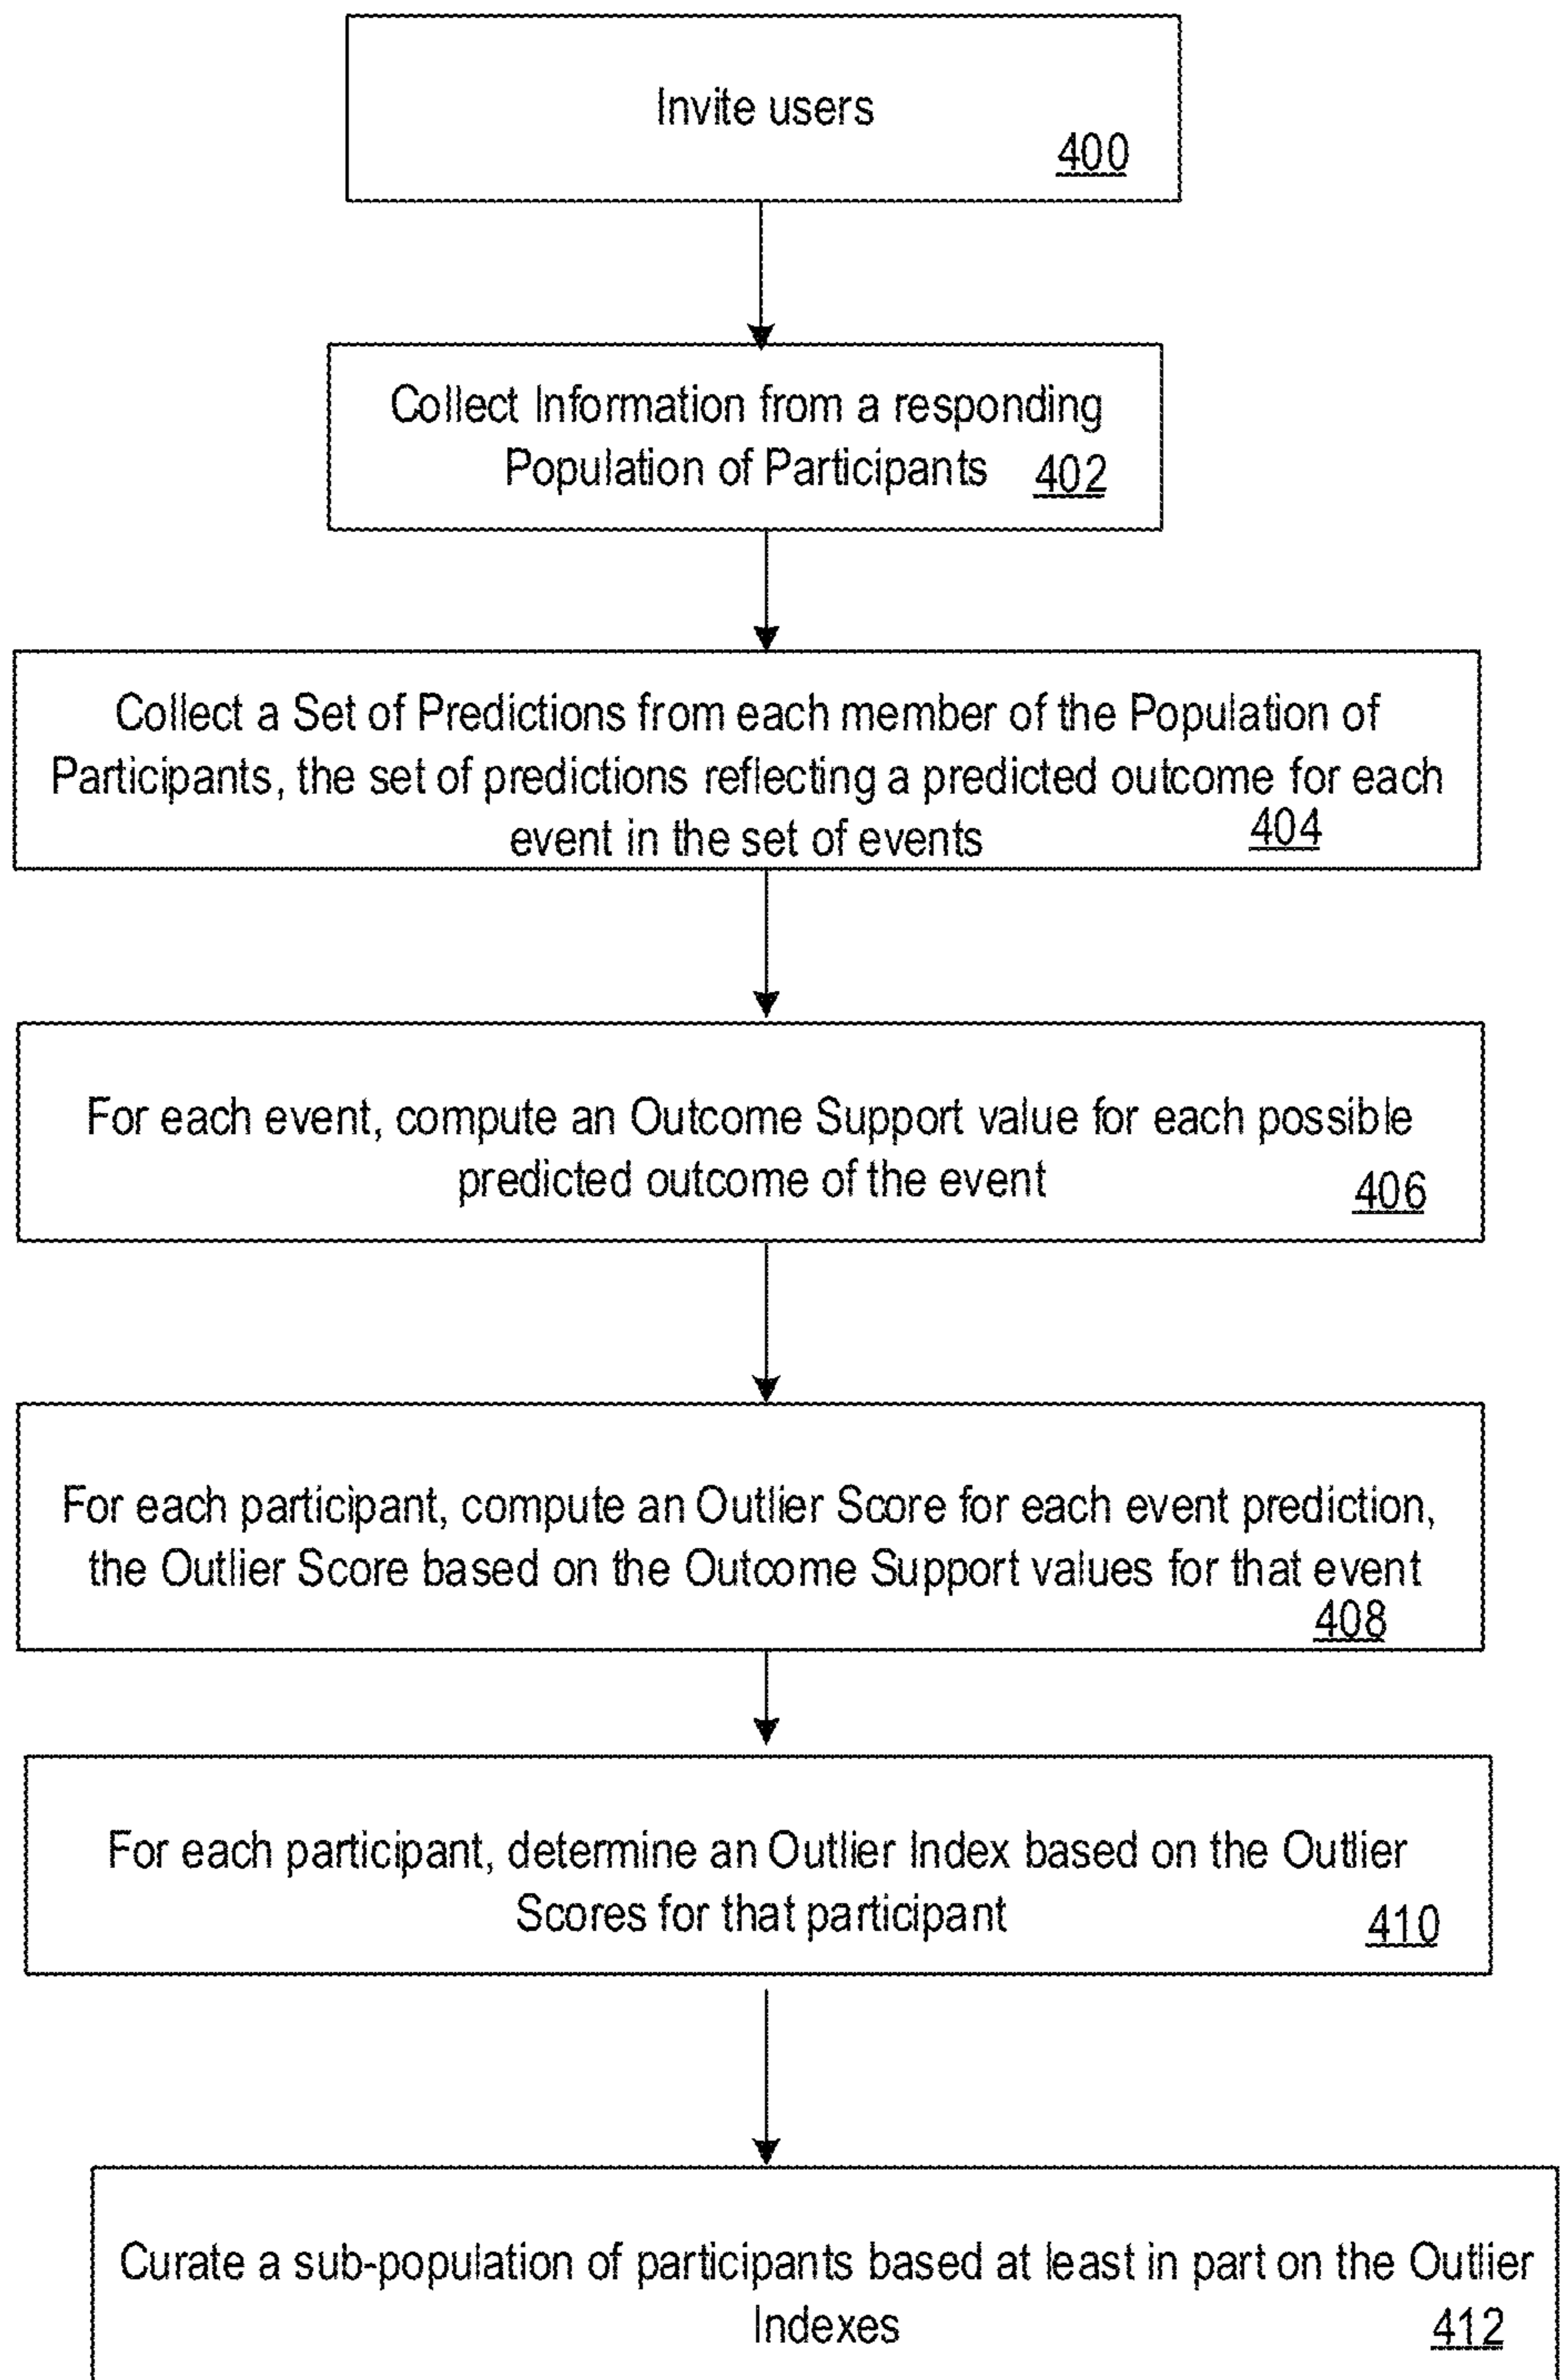 Invite users
400
Collect Information from a responding
Population of Participants 402
Collect a Set of Predictions from each member of the Population of
Participants, the set of predictions reflecting a predicted outcome for each
event in the set of events 404
For each event, compute an Outcome Support value for each possible
predicted outcome of the event 406
For each participant, compute an Outlier Score for each event prediction,
the Outlier Score based on the Outcome Support values for that event
408
For each participant, determine an Outlier Index based on the Outlier
Scores for that participant 410
Curate a sub-population of participants based at least in part on the Outlier
Indexes 412